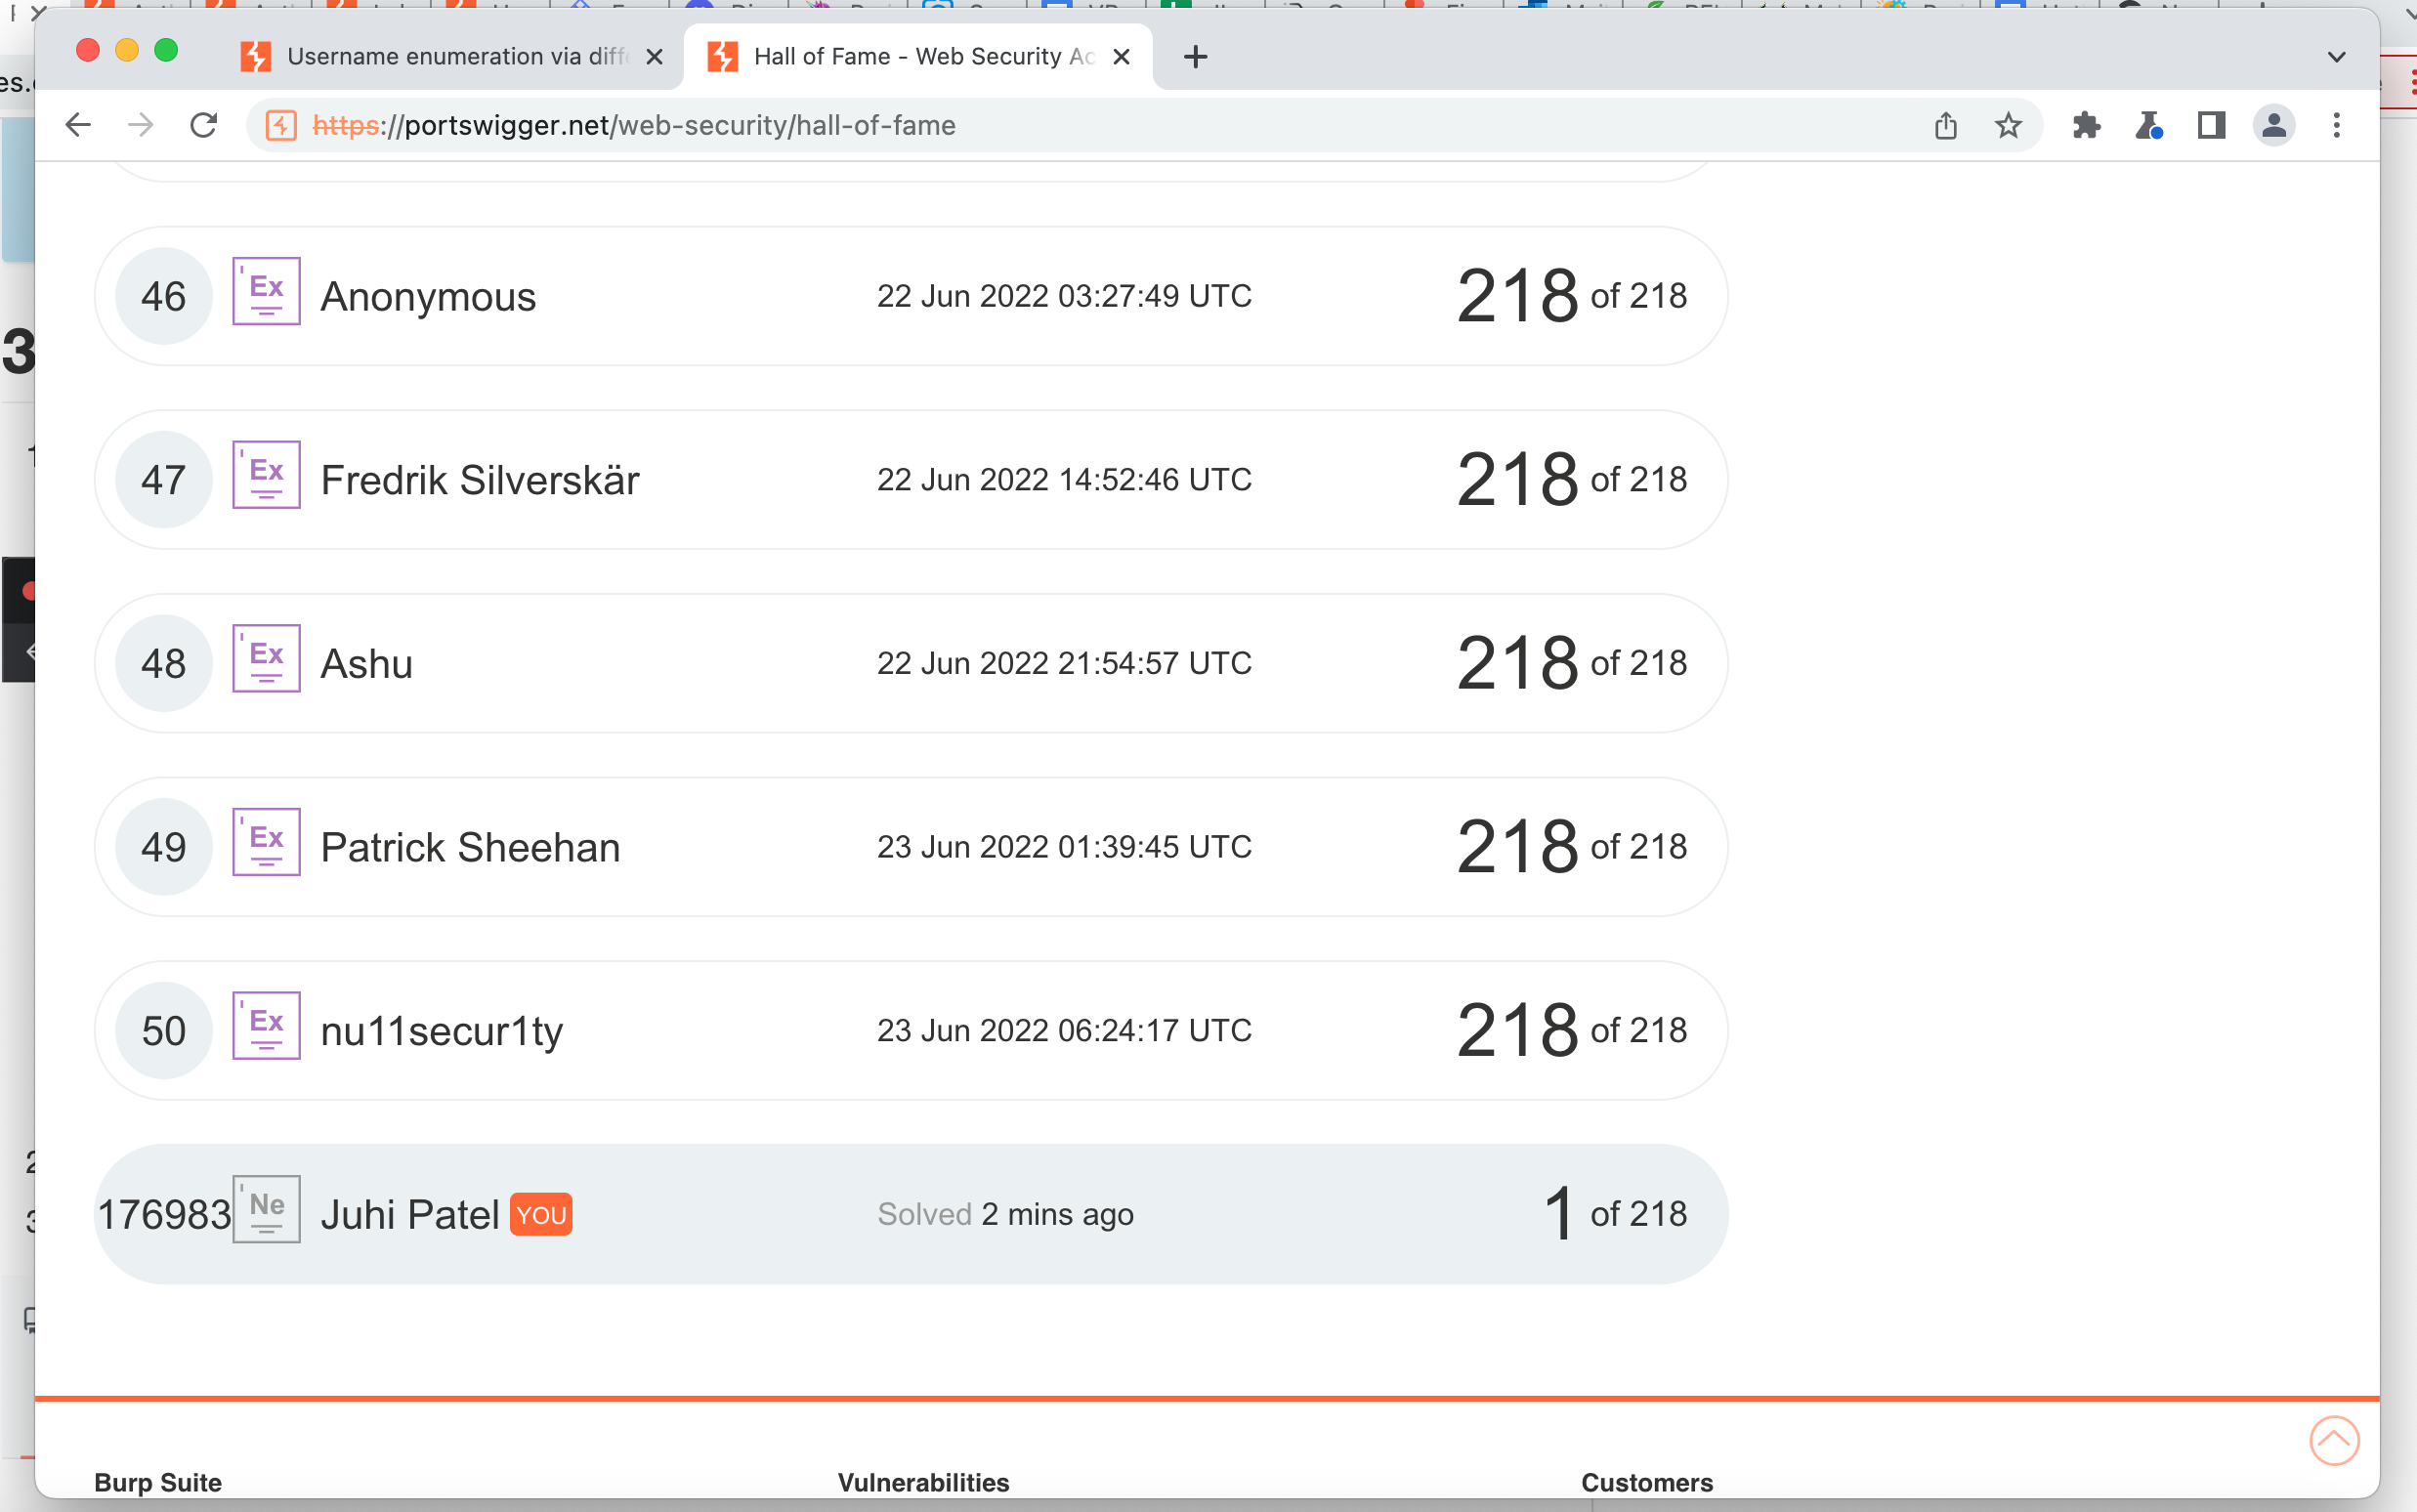 Username enumeration via diff
Hall of Fame - Web Security Ac
https://portswigger.net/web-security/hall-of-fame
46 Ex Anonymous 22 Jun 2022 03:27:49 UTC 218 of 218
47 Ex Fredrik Silverskär 22 Jun 2022 14:52:46 UTC 218 of 218
48 Ex Ashu 22 Jun 2022 21:54:57 UTC 218 of 218
49 Ex Patrick Sheehan 23 Jun 2022 01:39:45 UTC 218 of 218
50 Ex nu11secur1ty 23 Jun 2022 06:24:17 UTC 218 of 218
176983 Ne Juhi Patel YOU Solved 2 mins ago 1 of 218
Burp Suite Vulnerabilities Customers